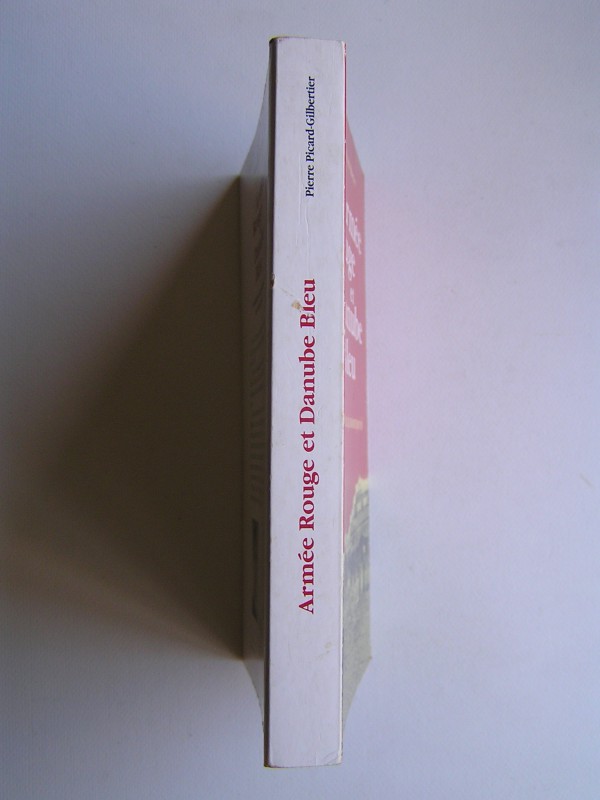 Armée Rouge et Danube Bleu
Pierre Picard-Gilbertier